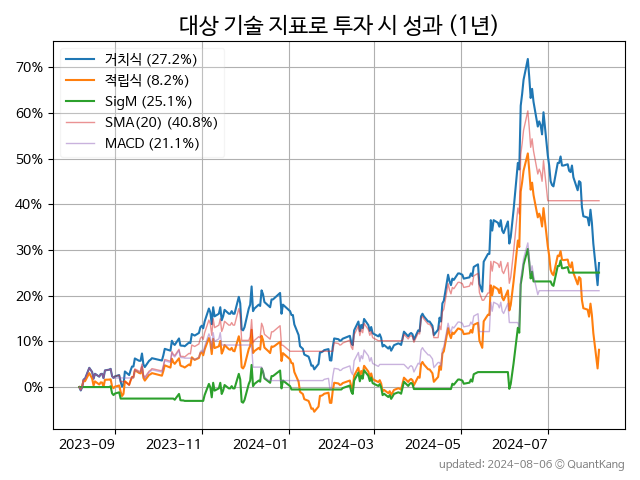 대상 기술 지표로 투자 시 성과 (1년)
거치식 (27.2%)
적립식 (8.2%)
SigM (25.1%)
SMA(20) (40.8%)
MACD (21.1%)
70%
60%
50%
40%
30%
20%
10%
0%
2023-09 2023-11 2024-01 2024-03 2024-05 2024-07
updated: 2024-08-06 © QuantKang